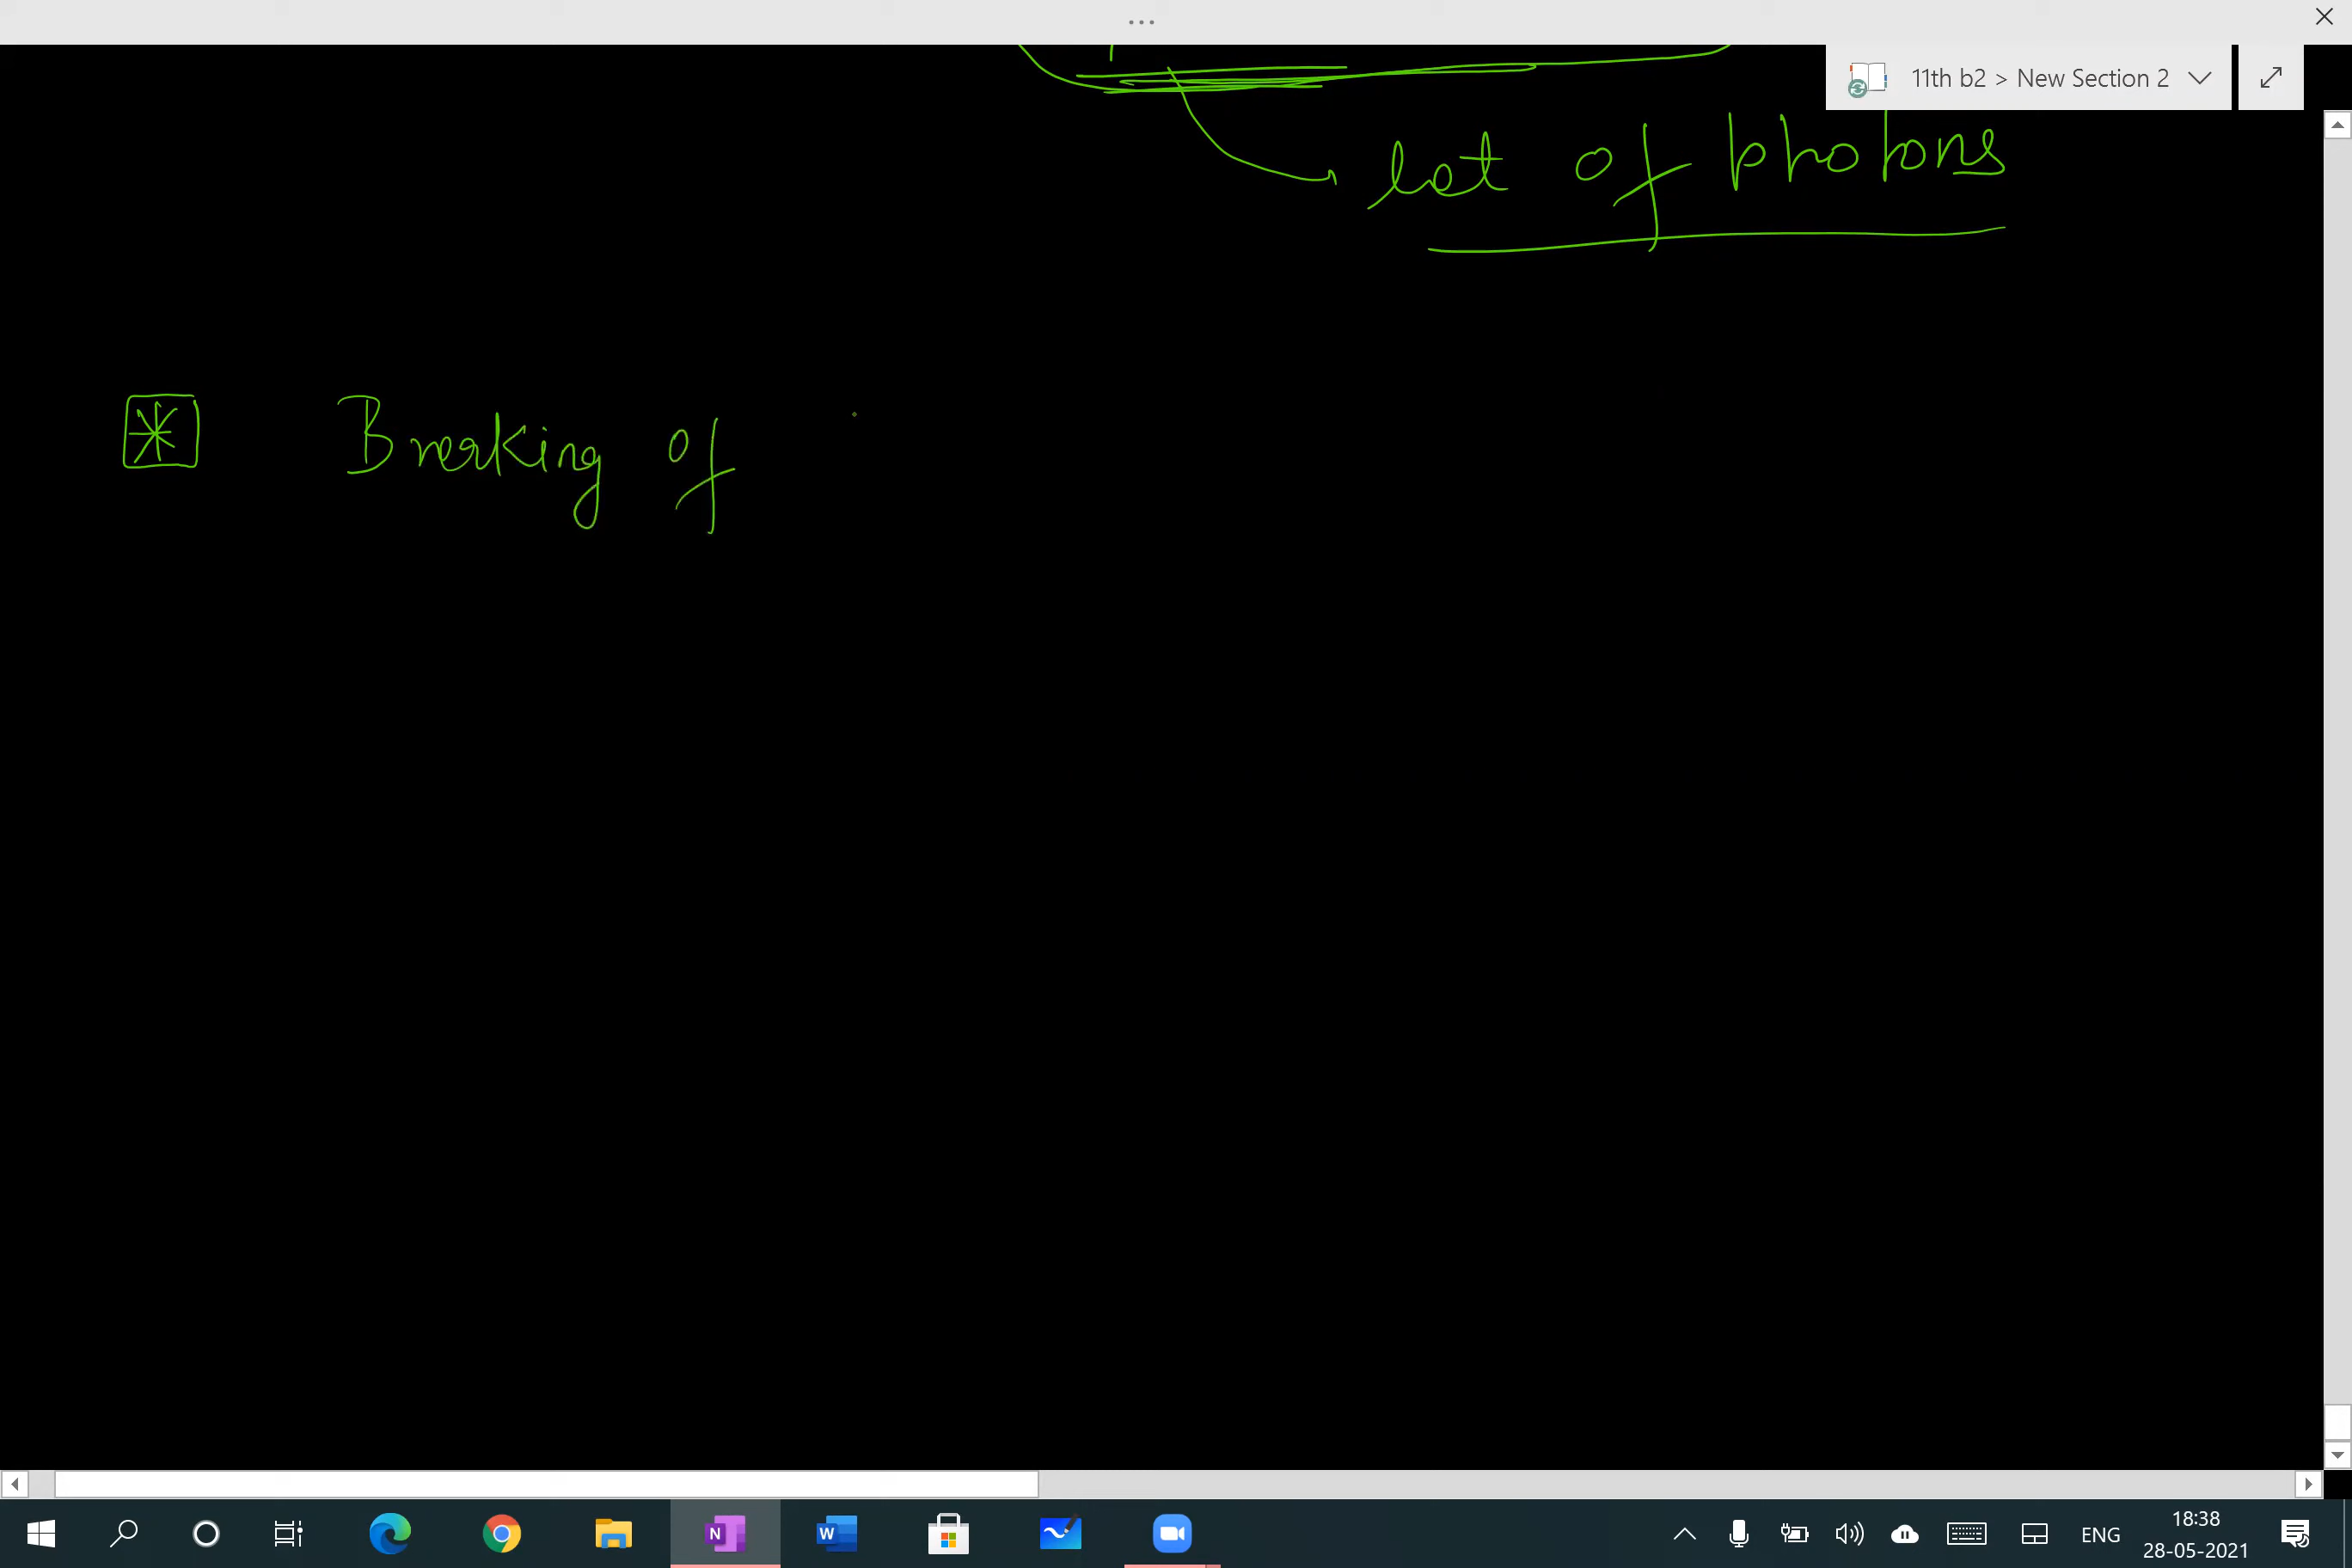 11th b2 > New Section 2
lot of photons
Breaking of
ENG
18:38
28-05-2021